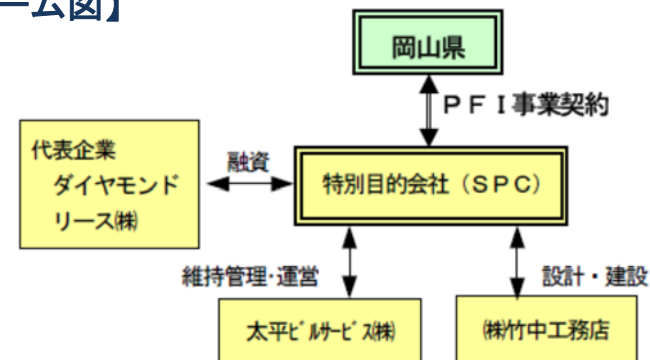 ーム図】
岡山県
ＰＦＩ事業契約
代表企業
ダイヤモンド
リース㈱
融資
特別目的会社（ＳＰＣ）
維持管理･運営
設計・建設
太平ﾋﾞﾙｻｰﾋﾞｽ㈱
㈱竹中工務店